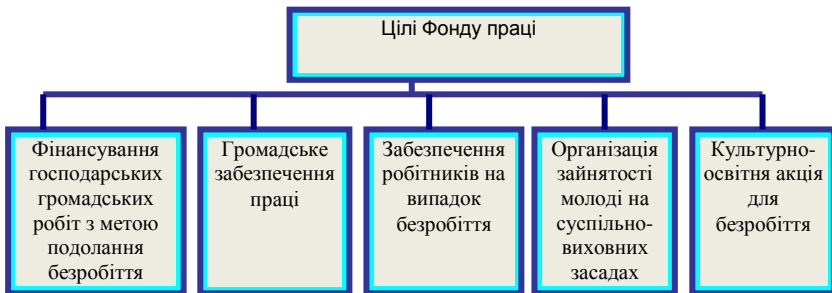 Цілі Фонду праці
Фінансування
господарських
громадських
робіт з метою
подолання
безробіття
Громадське
забезпечення
праці
Забезпечення
робітників на
випадок
безробіття
Організація
зайнятості
молоді на
суспільно-
виховних
засадах
Культурно-
освітня акція
для
безробіття